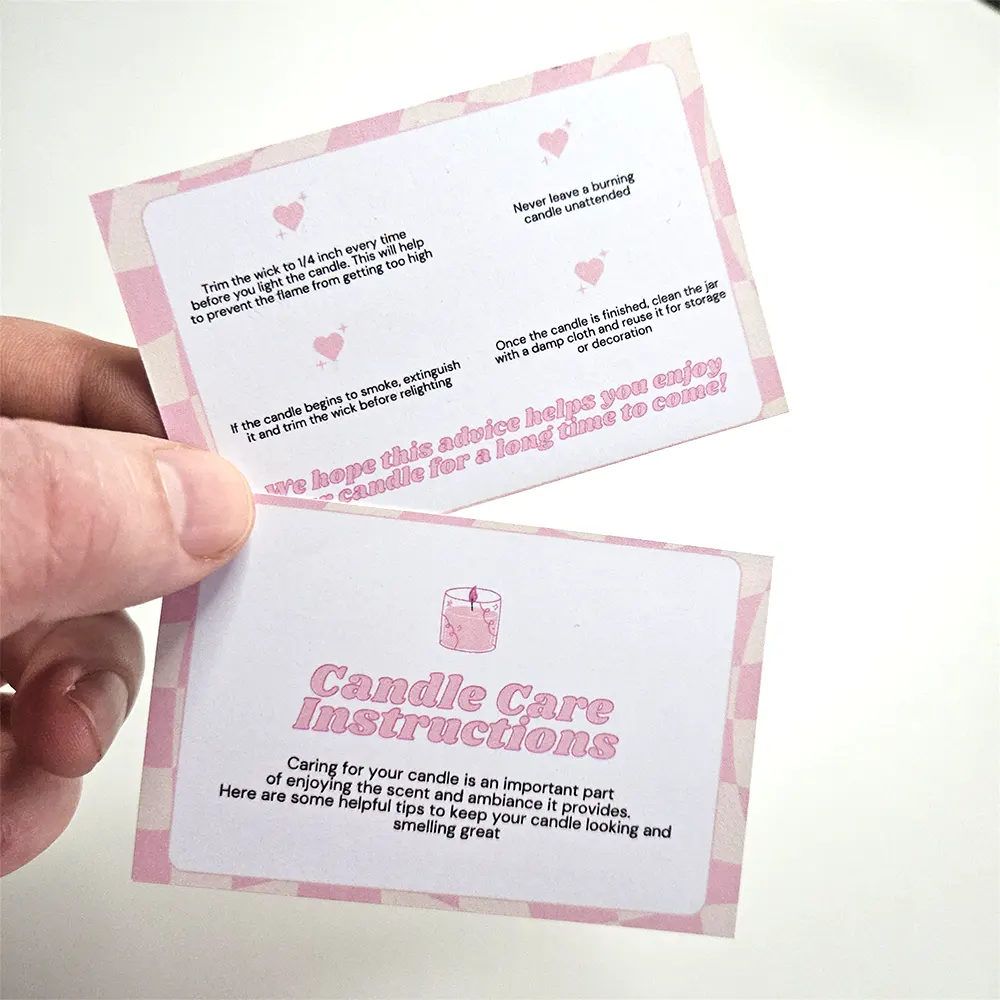 Never leave a burning
candle unattended
Trim the wick to 1/4 inch every time
before you light the candle. This will help
to prevent the flame from getting too high
Once the candle is finished, clean the jar
with a damp cloth and reuse it for storage
or decoration
If the candle begins to smoke, extinguish
it and trim the wick before relighting
We hope this advice helps you enjoy
candle for a long time to come!
Candle Care
Instructions
Caring for your candle is an important part
of enjoying the scent and ambiance it provides.
Here are some helpful tips to keep your candle looking and
smelling great